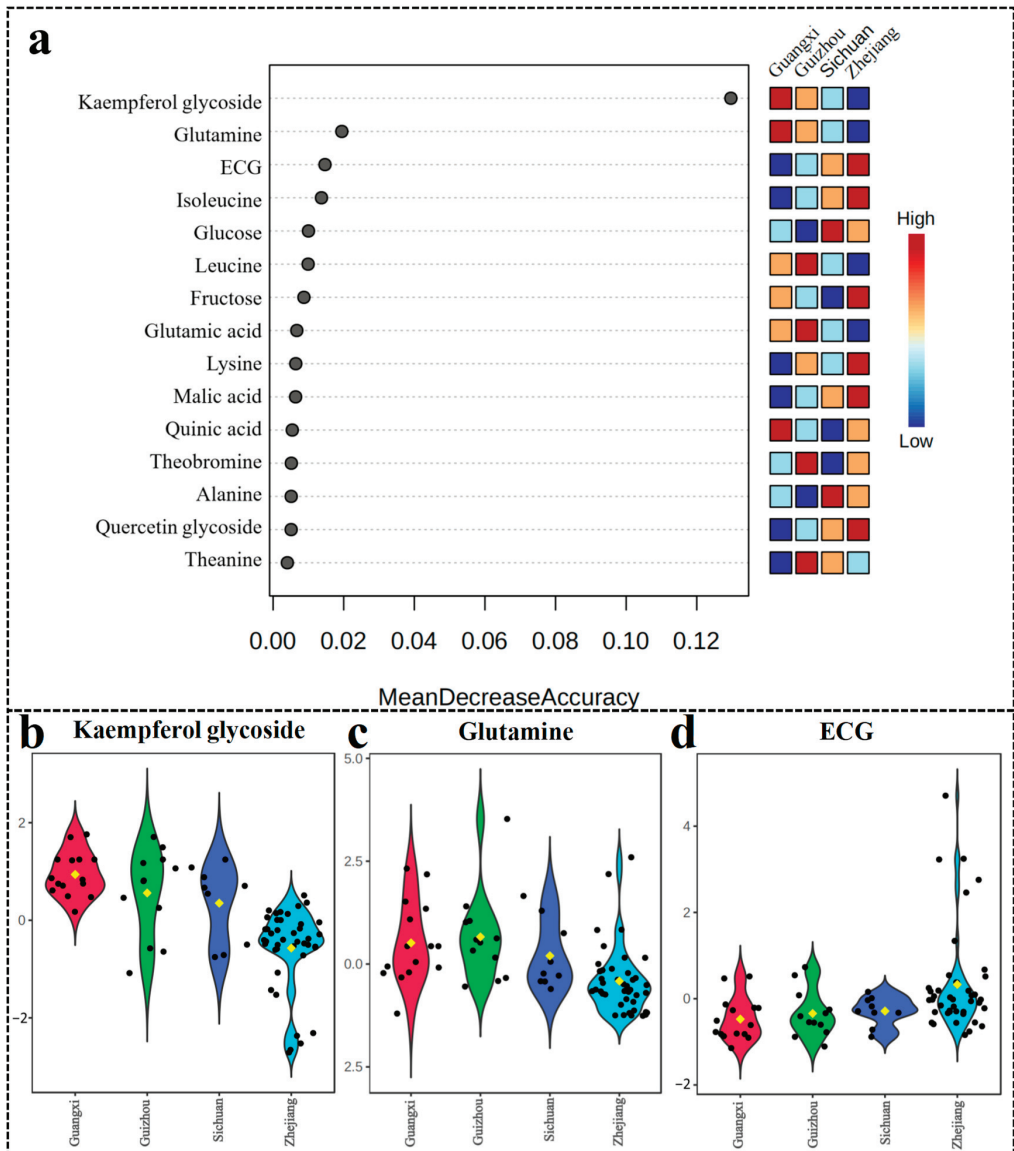 a
Guangxi
Guizhou
Sichuan
Zhejiang
Kaempferol glycoside
Glutamine
ECG
Isoleucine
Glucose
Leucine
Fructose
Glutamic acid
Lysine
Malic acid
Quinic acid
Theobromine
Alanine
Quercetin glycoside
Theanine
High
Low
0.00 0.02 0.04 0.06 0.08 0.10 0.12
MeanDecreaseAccuracy
b Kaempferol glycoside
2
0
−2
Guangxi
Guizhou
Sichuan
Zhejiang
c Glutamine
5.0
2.5
0.0
2.5
Guangxi
Guizhou
Sichuan
Zhejiang
d ECG
4
2
−0
−2
Guangxi
Guizhou
Sichuan
Zhejiang